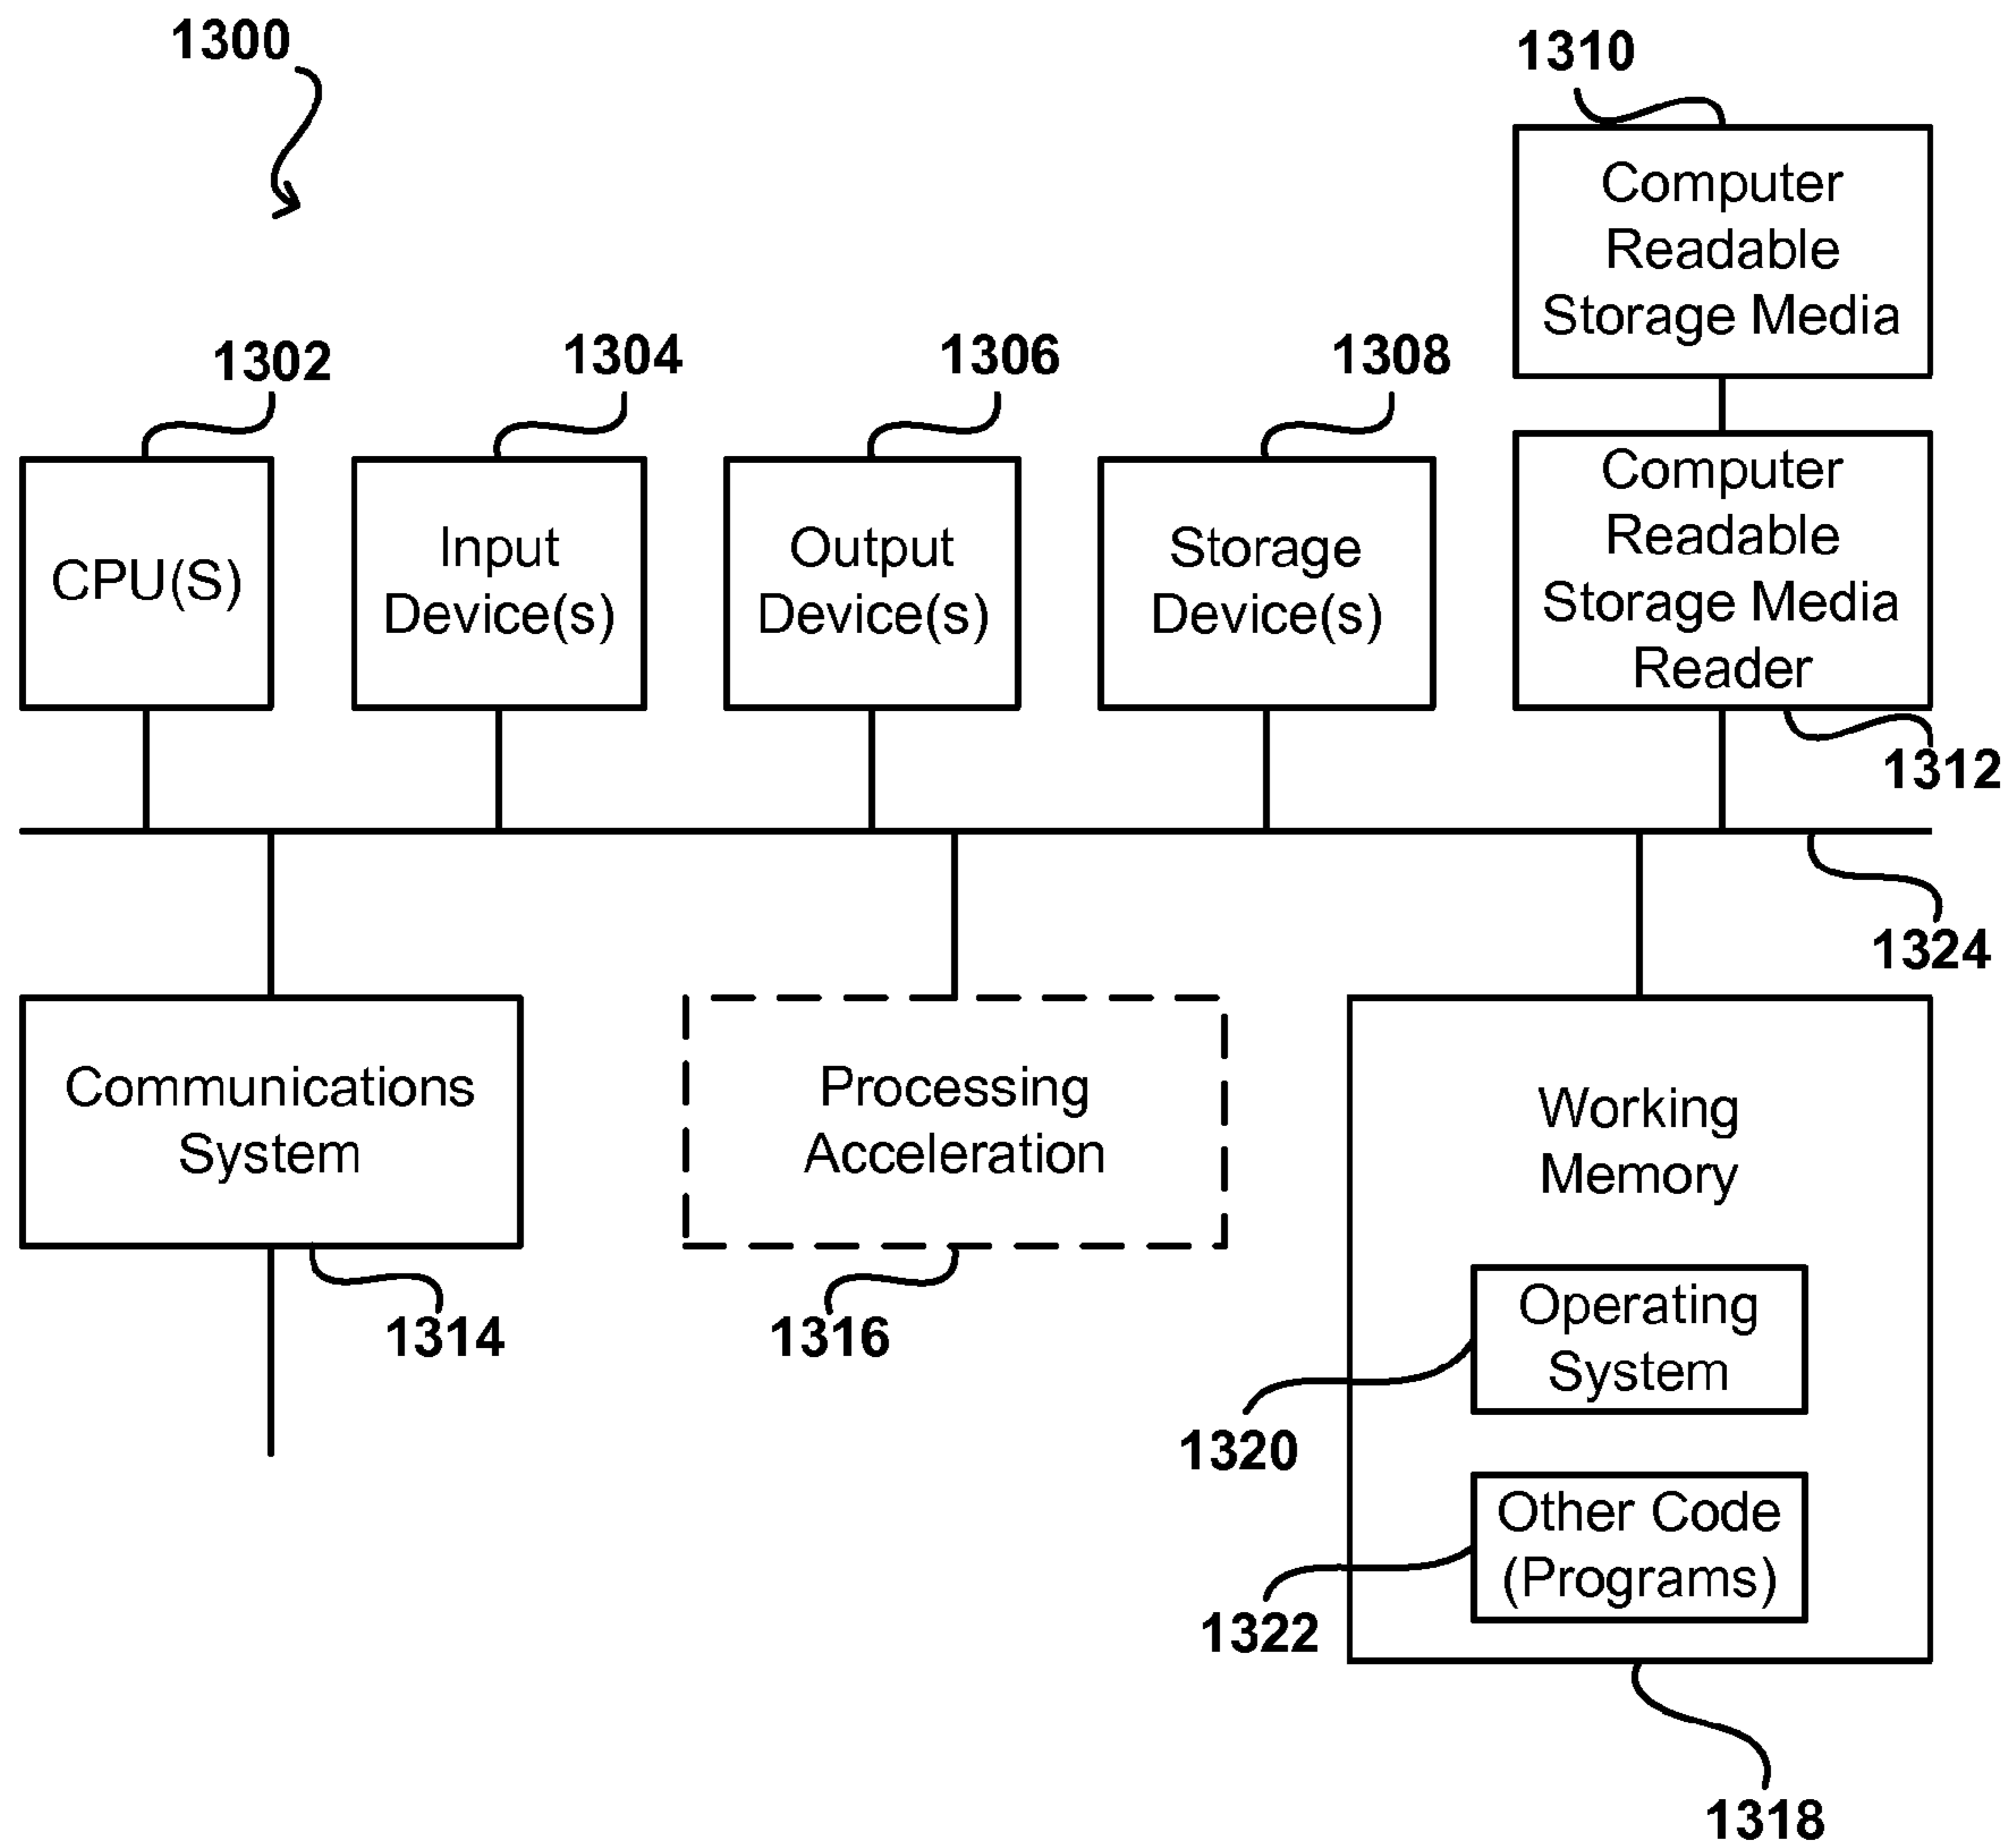 1300
1310
Computer
Readable
Storage Media
1302
1304
1306
1308
CPU(S)
Input
Device(s)
Output
Device(s)
Storage
Device(s)
Computer
Readable
Storage Media
Reader
1312
1324
Communications
System
1314
Processing
Acceleration
1316
Working
Memory
Operating
System
1320
Other Code
(Programs)
1322
1318